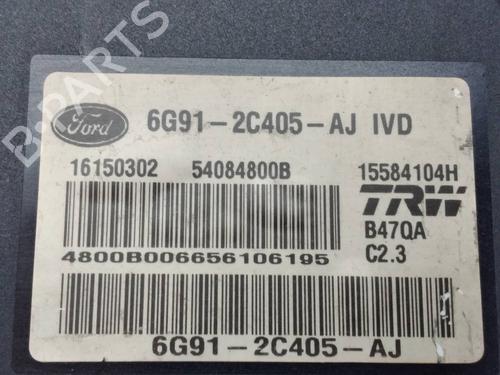 B-PARTS
Ford
6G91-2C405-AJ IVD
16150302 54084800B 15584104H
TRW
B47QA
C2.3
4800B006656106195
6G91-2C405-AJ